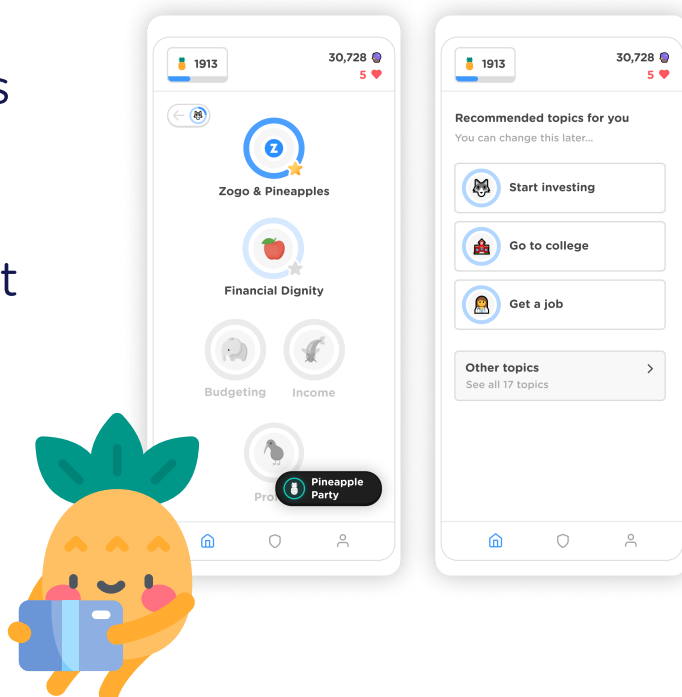 s
t
1913
30,728
5
Z
Zogo & Pineapples
Financial Dignity
Budgeting
Income
Pro
Pineapple
Party
1913
30,728
5
Recommended topics for you
You can change this later...
Start investing
Go to college
Get a job
Other topics
See all 17 topics